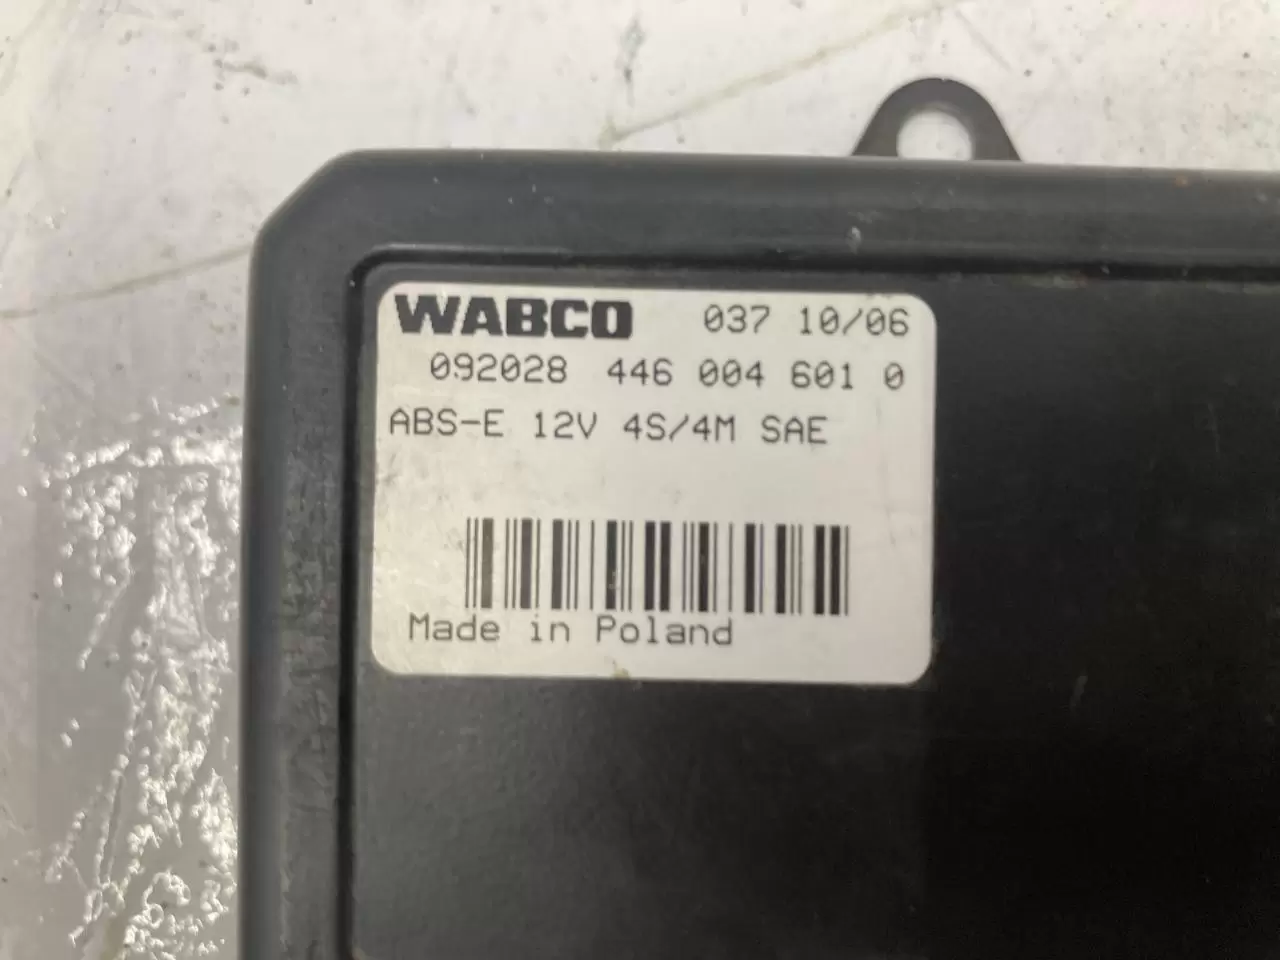 WABCO 037 10/06
092028 446 004 601 0
ABS-E 12V 4S/4M SAE
Made in Poland